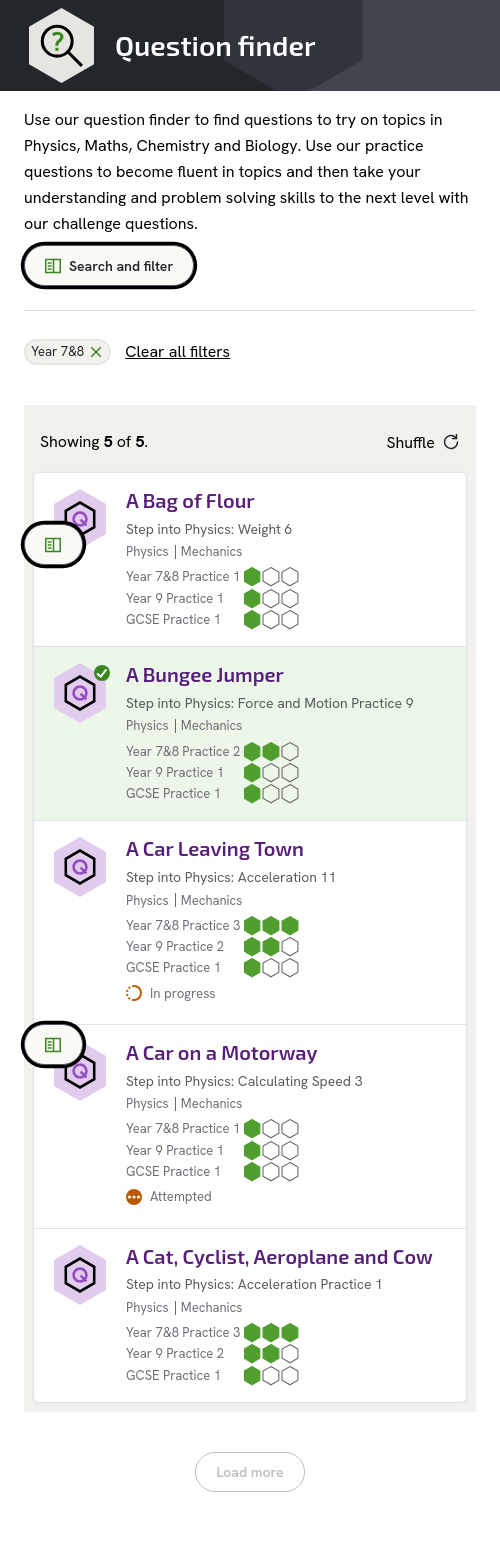 Question finder
Use our question finder to find questions to try on topics in
Physics, Maths, Chemistry and Biology. Use our practice
questions to become fluent in topics and then take your
understanding and problem solving skills to the next level with
our challenge questions.
Search and filter
Year 7&8
Clear all filters
Showing 5 of 5.
Shuffle
A Bag of Flour
Step into Physics: Weight 6
Physics | Mechanics
Year 7&8 Practice 1
Year 9 Practice 1
GCSE Practice 1
A Bungee Jumper
Step into Physics: Force and Motion Practice 9
Physics | Mechanics
Year 7&8 Practice 2
Year 9 Practice 1
GCSE Practice 1
A Car Leaving Town
Step into Physics: Acceleration 11
Physics | Mechanics
Year 7&8 Practice 3
Year 9 Practice 2
GCSE Practice 1
In progress
A Car on a Motorway
Step into Physics: Calculating Speed 3
Physics | Mechanics
Year 7&8 Practice 1
Year 9 Practice 1
GCSE Practice 1
Attempted
A Cat, Cyclist, Aeroplane and Cow
Step into Physics: Acceleration Practice 1
Physics | Mechanics
Year 7&8 Practice 3
Year 9 Practice 2
GCSE Practice 1
Load more